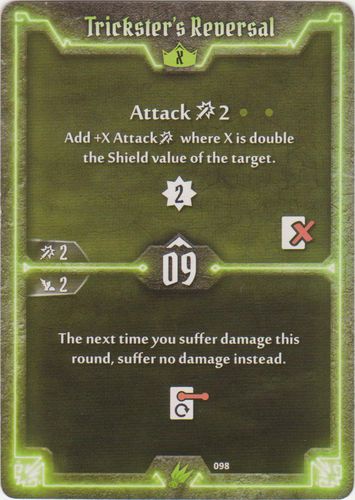 Trickster's Reversal
X
Attack 2
Add +X Attack where X is double
the Shield value of the target.
2
2
09
2
The next time you suffer damage this
round, suffer no damage instead.
098